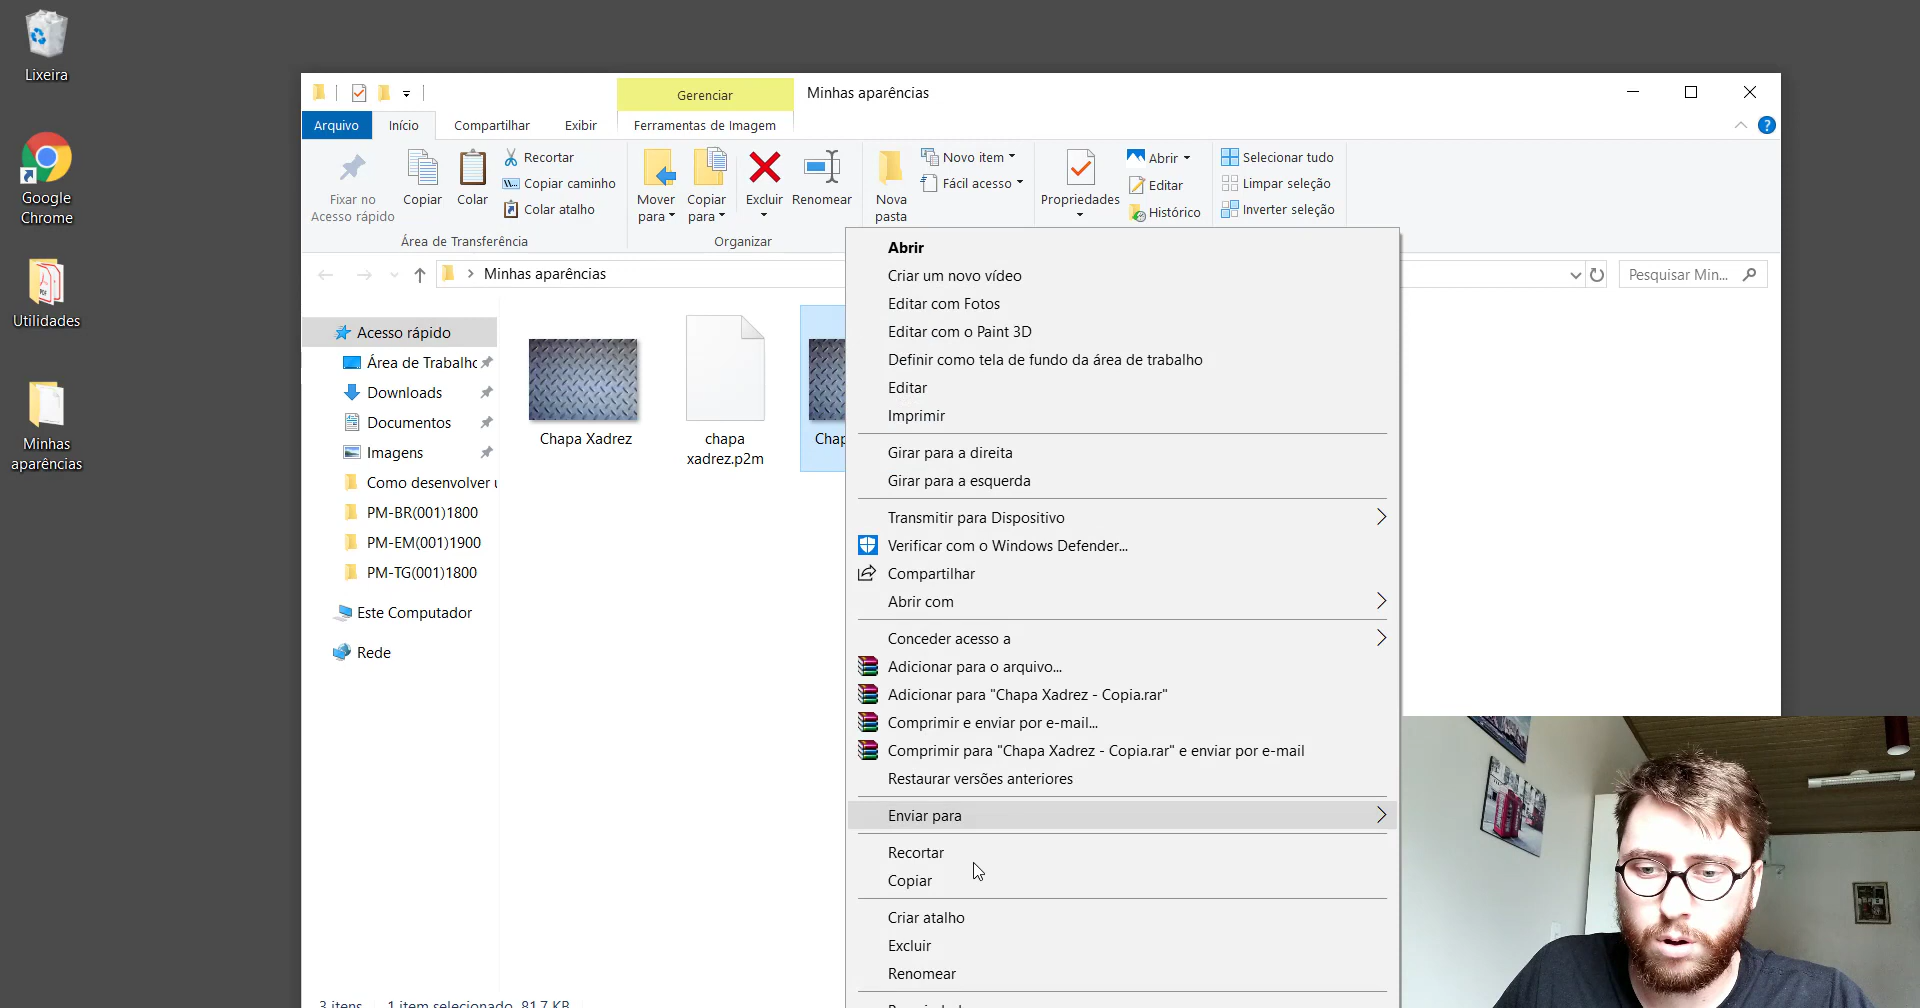 Lixeira
Google
Chrome
Utilidades
Minhas
aparências
Gerenciar
Minhas aparências
Arquivo
Início
Compartilhar
Exibir
Ferramentas de Imagem
Fixar no
Acesso rápido
Copiar
Colar
Recortar
Copiar caminho
Colar atalho
Área de Transferência
Mover
para
Copiar
para
Excluir
Renomear
Organizar
Nova
pasta
Novo item
Fácil acesso
Propriedades
Abrir
Editar
Histórico
Selecionar tudo
Limpar seleção
Inverter seleção
Minhas aparências
Pesquisar Min...
Acesso rápido
Área de Trabalho
Downloads
Documentos
Imagens
Como desenvolver
PM-BR(001)1800
PM-EM(001)1900
PM-TG(001)1800
Este Computador
Rede
Chapa Xadrez
chapa
xadrez.p2m
Chap
Abrir
Criar um novo vídeo
Editar com Fotos
Editar com o Paint 3D
Definir como tela de fundo da área de trabalho
Editar
Imprimir
Girar para a direita
Girar para a esquerda
Transmitir para Dispositivo
Verificar com o Windows Defender...
Compartilhar
Abrir com
Conceder acesso a
Adicionar para o arquivo...
Adicionar para "Chapa Xadrez - Copia.rar"
Comprimir e enviar por e-mail...
Comprimir para "Chapa Xadrez - Copia.rar" e enviar por e-mail
Restaurar versões anteriores
Enviar para
Recortar
Copiar
Criar atalho
Excluir
Renomear
3 itens
1 item selecionado 81,7 KB